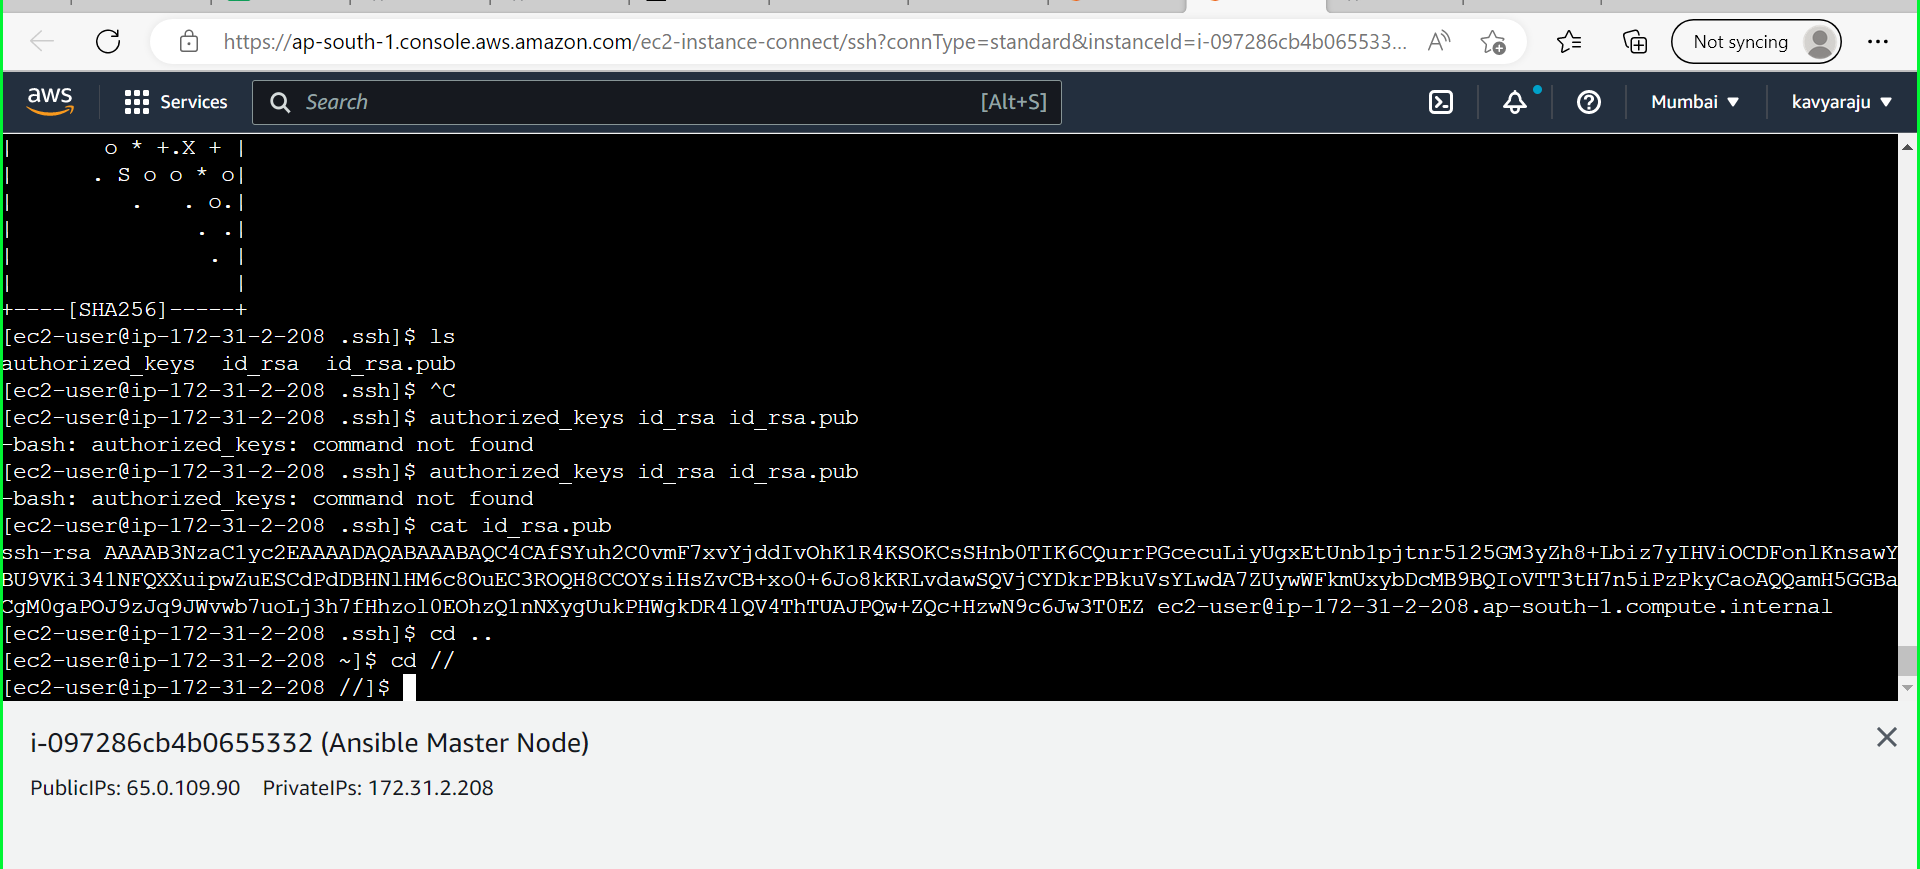 https://ap-south-1.console.aws.amazon.com/ec2-instance-connect/ssh?connType=standard&instanceId=i-097286cb4b065533...
Not syncing
aws
Services
Search
[Alt+S]
Mumbai
kavyaraju
|       o * +.X + |
|      . S o o * o|
|         .   . o.|
|              . .|
|               . |
|                 |
+----[SHA256]-----+
[ec2-user@ip-172-31-2-208 .ssh]$ ls
authorized_keys  id_rsa  id_rsa.pub
[ec2-user@ip-172-31-2-208 .ssh]$ ^C
[ec2-user@ip-172-31-2-208 .ssh]$ authorized_keys id_rsa id_rsa.pub
-bash: authorized_keys: command not found
[ec2-user@ip-172-31-2-208 .ssh]$ authorized_keys id_rsa id_rsa.pub
-bash: authorized_keys: command not found
[ec2-user@ip-172-31-2-208 .ssh]$ cat id_rsa.pub
ssh-rsa AAAAB3NzaC1yc2EAAAADAQABAAABAQC4CAfSYuh2C0vmF7xvYjddIvOhK1R4KSOKCsSHnb0TIK6CQurrPGcecuLiyUgxEtUnb1pjtnr5125GM3yZh8+Lbiz7yIHViOCDFonlKnsawY
BU9VKi341NFQXXuipwZuESCdPdDBHNlHM6c8OuEC3ROQH8CCOYsiHsZvCB+xo0+6Jo8kKRLvdawSQVjCYDkrPBkuVsYLwdA7ZUywWFkmUxybDcMB9BQIoVTT3tH7n5iPzPkyCaoAQQamH5GGBa
CgM0gaPOJ9zJq9JWvwb7uoLj3h7fHhzol0EOhzQ1nNXygUukPHWgkDR4lQV4ThTUAJPQw+ZQc+HzwN9c6Jw3T0EZ ec2-user@ip-172-31-2-208.ap-south-1.compute.internal
[ec2-user@ip-172-31-2-208 .ssh]$ cd ..
[ec2-user@ip-172-31-2-208 ~]$ cd //
[ec2-user@ip-172-31-2-208 //]$
i-097286cb4b0655332 (Ansible Master Node)
PublicIPs: 65.0.109.90    PrivateIPs: 172.31.2.208